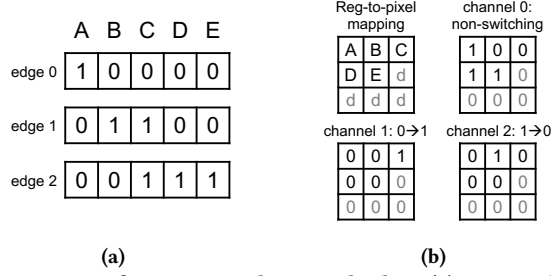 A B C D E
edge 0 1 0 0 0 0
edge 1 0 1 1 0 0
edge 2 0 0 1 1 1
(a)
Reg-to-pixel
mapping
A B C
D E d
d d d
channel 0:
non-switching
1 0 0
1 1 0
0 0 0
channel 1: 0→1
0 0 1
0 0 0
0 0 0
channel 2: 1→0
0 1 0
0 0 0
0 0 0
(b)